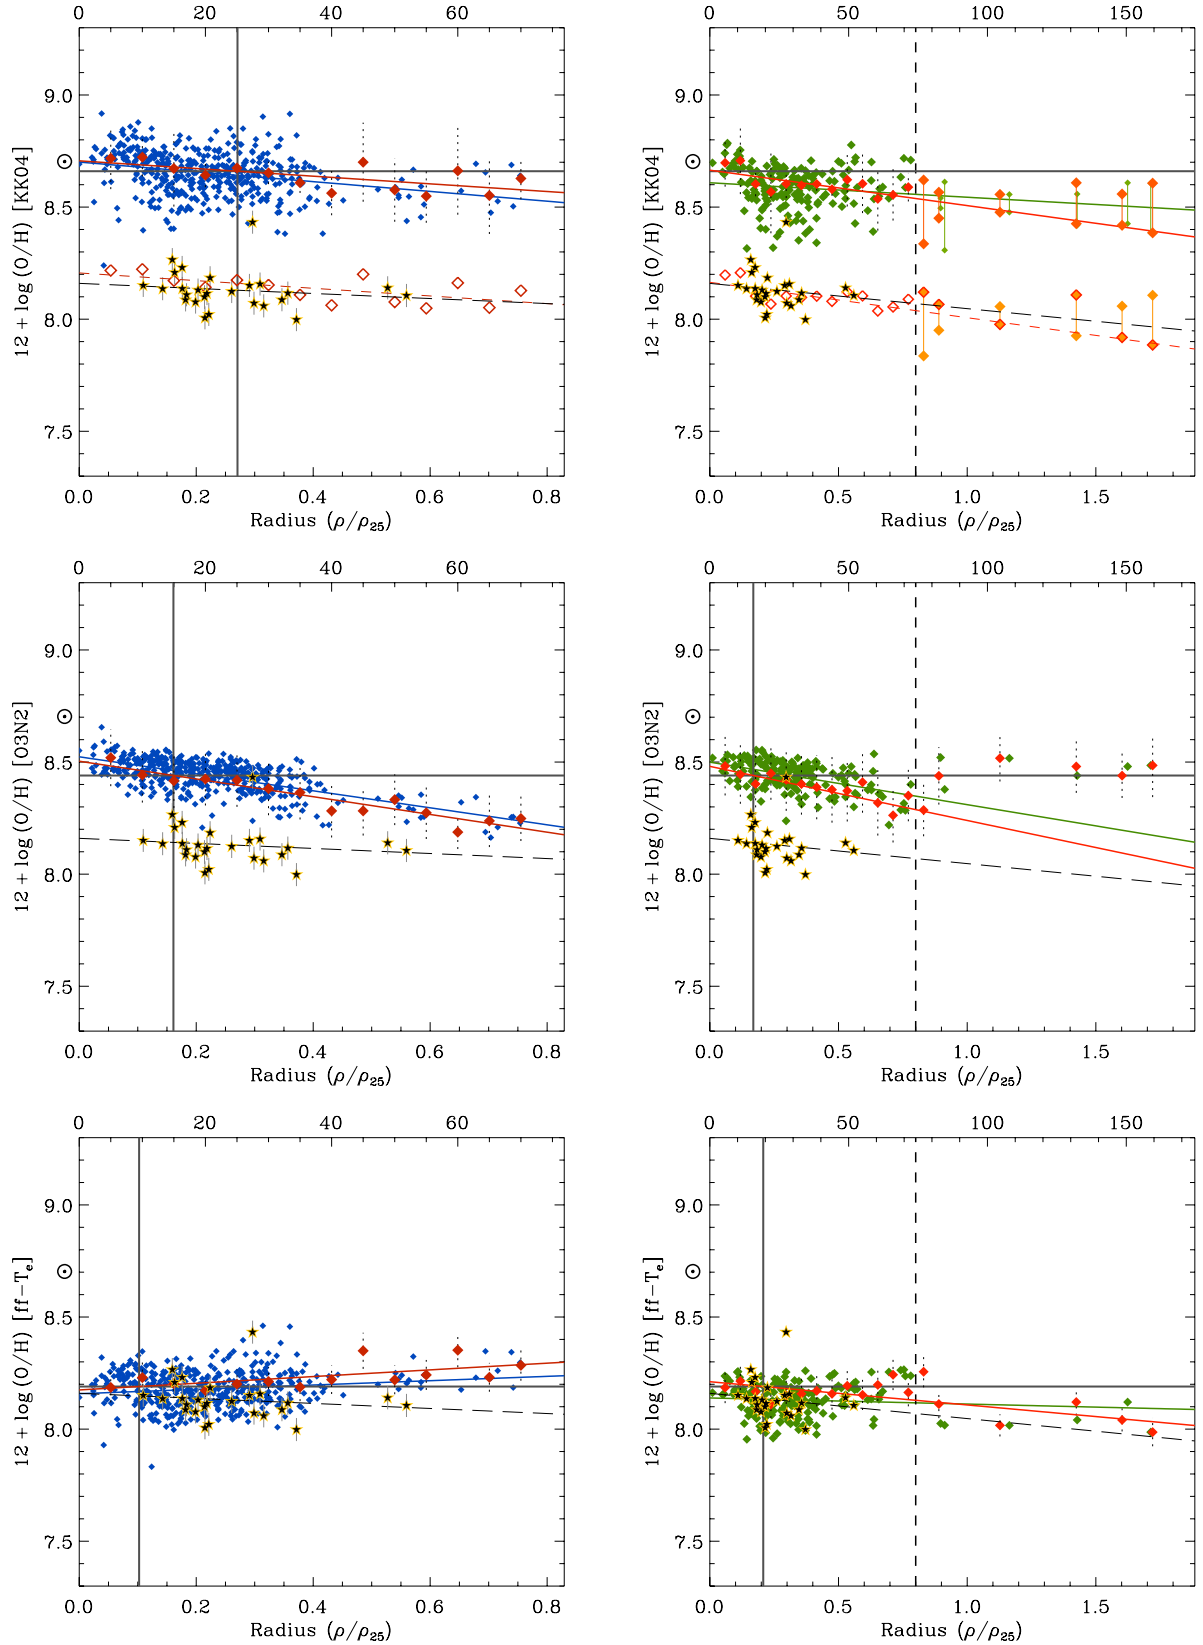 0 20 40 60
0 50 100 150
12 + log (O/H) [KK04]
9.0
8.5
8.0
7.5
0.0 0.2 0.4 0.6 0.8
Radius (ρ/ρ25)
12 + log (O/H) [KK04]
9.0
8.5
8.0
7.5
0.0 0.5 1.0 1.5
Radius (ρ/ρ25)
0 20 40 60
0 50 100 150
12 + log (O/H) [O3N2]
9.0
8.5
8.0
7.5
0.0 0.2 0.4 0.6 0.8
Radius (ρ/ρ25)
12 + log (O/H) [O3N2]
9.0
8.5
8.0
7.5
0.0 0.5 1.0 1.5
Radius (ρ/ρ25)
0 20 40 60
0 50 100 150
12 + log (O/H) [ff-Te]
9.0
8.5
8.0
7.5
0.0 0.2 0.4 0.6 0.8
Radius (ρ/ρ25)
12 + log (O/H) [ff-Te]
9.0
8.5
8.0
7.5
0.0 0.5 1.0 1.5
Radius (ρ/ρ25)